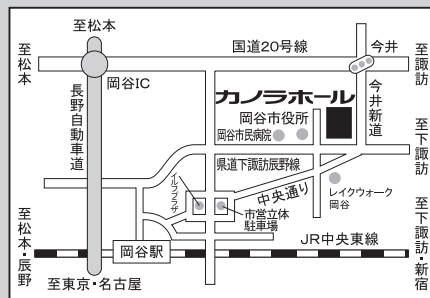 至松本
国道20号線
今井
至松本
岡谷IC
至諏訪
長野自動車道
カノラホール
岡谷市役所
岡谷市民病院
今井新道
県道下諏訪辰野線
至下諏訪
イルフプラザ
中央通り
レイクウォーク
岡谷
市営立体
駐車場
至松本・辰野
岡谷駅
JR中央東線
至下諏訪・新宿
至東京・名古屋